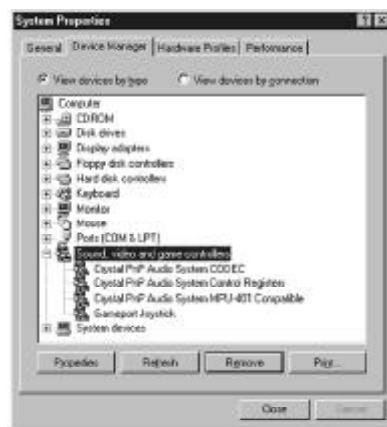 System Properties
General Device Manager Hardware Profiles Performance
View devices by type View devices by connection
Computer
CDROM
Disk drives
Display adapters
Floppy disk controllers
Hard disk controllers
Keyboard
Monitor
Mouse
Ports (COM & LPT)
Sound, video and game controllers
Crystal PnP Audio System CODEC
Crystal PnP Audio System Control Registers
Crystal PnP Audio System MPU-401 Compatible
Gameport Joystick
System devices
Properties Refresh Remove Print...
Close Cancel